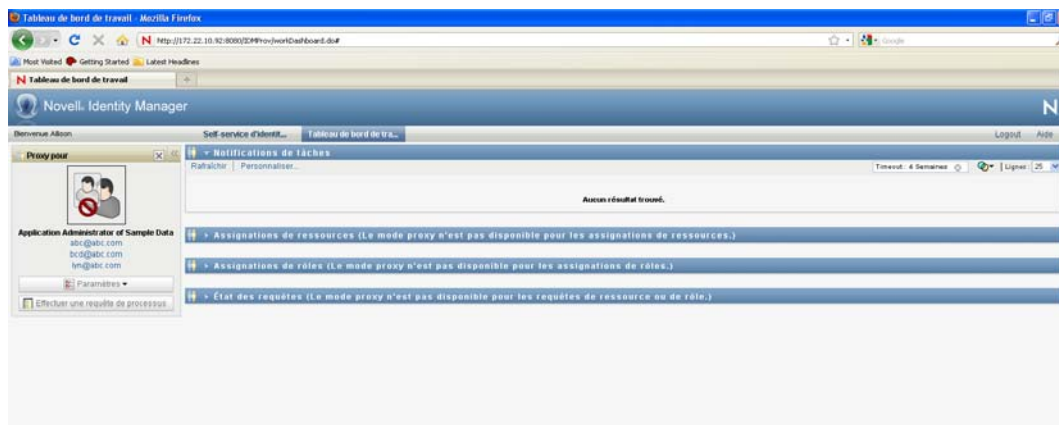 Tableau de bord de travail - Mozilla Firefox
http://172.22.10.92:8080/IDMProv/workDashboard.do#
Google
Most Visited Getting Started Latest Headlines
Tableau de bord de travail
Novell® Identity Manager
N
Bienvenue Allison
Self-service d'identit...
Tableau de bord de tra...
Logout Aide
Proxy pour
Application Administrator of Sample Data
abc@abc.com
bcd@abc.com
lyn@abc.com
Paramètres
Effectuer une requête de processus
Notifications de tâches
Rafraîchir | Personnaliser...
Timeout: 4 Semaines
Lignes: 25
Aucun résultat trouvé.
Assignations de ressources (Le mode proxy n'est pas disponible pour les assignations de ressources.)
Assignations de rôles (Le mode proxy n'est pas disponible pour les assignations de rôles.)
État des requêtes (Le mode proxy n'est pas disponible pour les requêtes de ressource ou de rôle.)